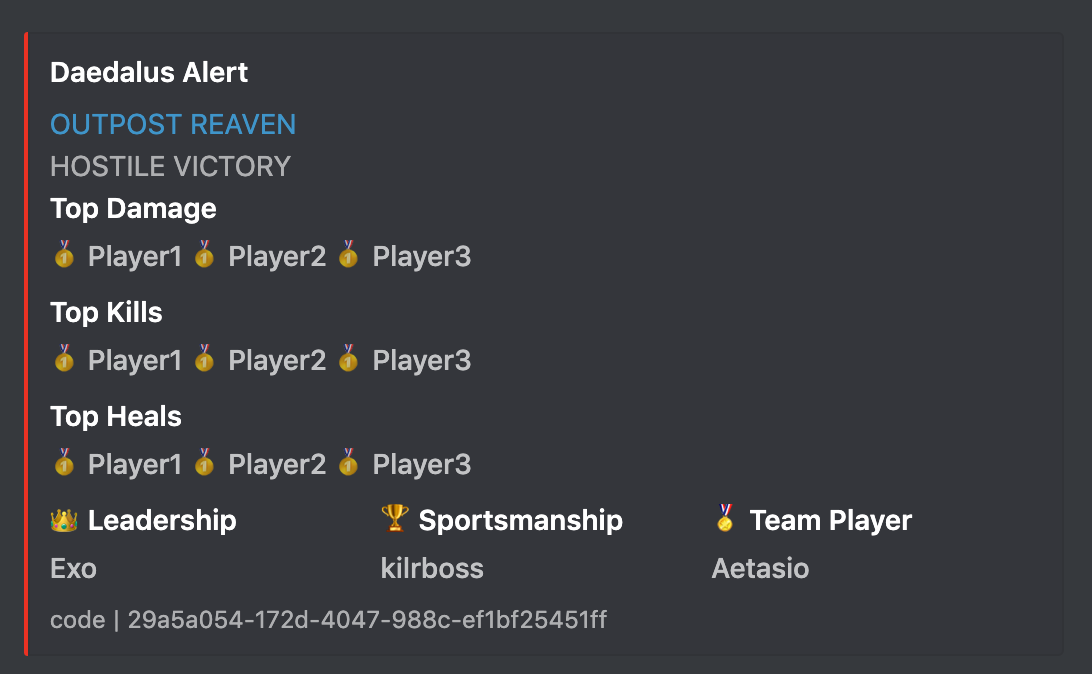 Daedalus Alert
OUTPOST REAVEN
HOSTILE VICTORY
Top Damage
🥇 Player1 🥇 Player2 🥇 Player3
Top Kills
🥇 Player1 🥇 Player2 🥇 Player3
Top Heals
🥇 Player1 🥇 Player2 🥇 Player3
👑 Leadership 🏆 Sportsmanship 🏅 Team Player
Exo kilrboss Aetasio
code | 29a5a054-172d-4047-988c-ef1bf25451ff